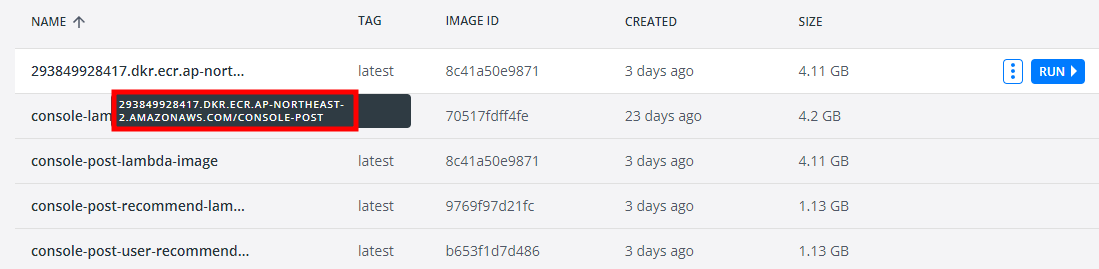 NAME ↑ TAG IMAGE ID CREATED SIZE
293849928417.dkr.ecr.ap-nort... latest 8c41a50e9871 3 days ago 4.11 GB RUN
293849928417.DKR.ECR.AP-NORTHEAST-
2.AMAZONAWS.COM/CONSOLE-POST
console-lam 70517fdff4fe 23 days ago 4.2 GB
console-post-lambda-image latest 8c41a50e9871 3 days ago 4.11 GB
console-post-recommend-lam... latest 9769f97d21fc 3 days ago 1.13 GB
console-post-user-recommend... latest b653f1d7d486 3 days ago 1.13 GB